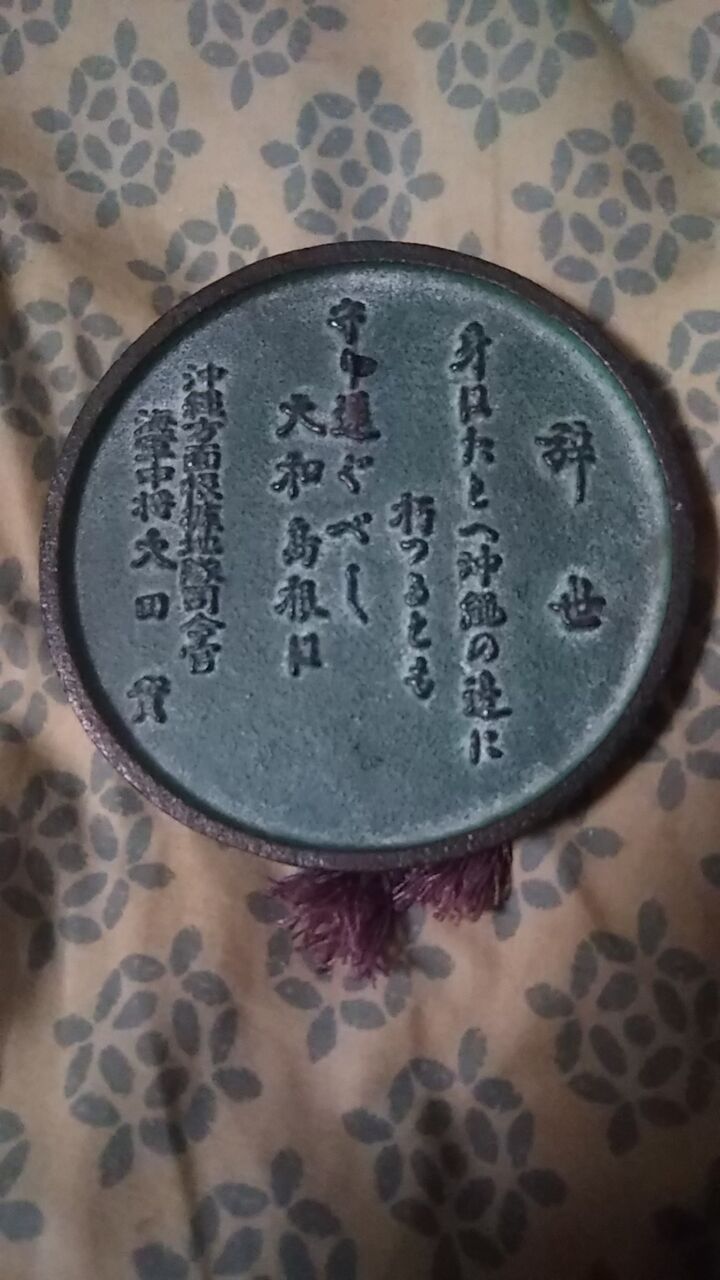 辞世
身はたとへ沖縄の辺に
朽つるとも
守り遂ぐべし
大和島根は
沖縄方面根拠地隊司令官
海軍中将大田實